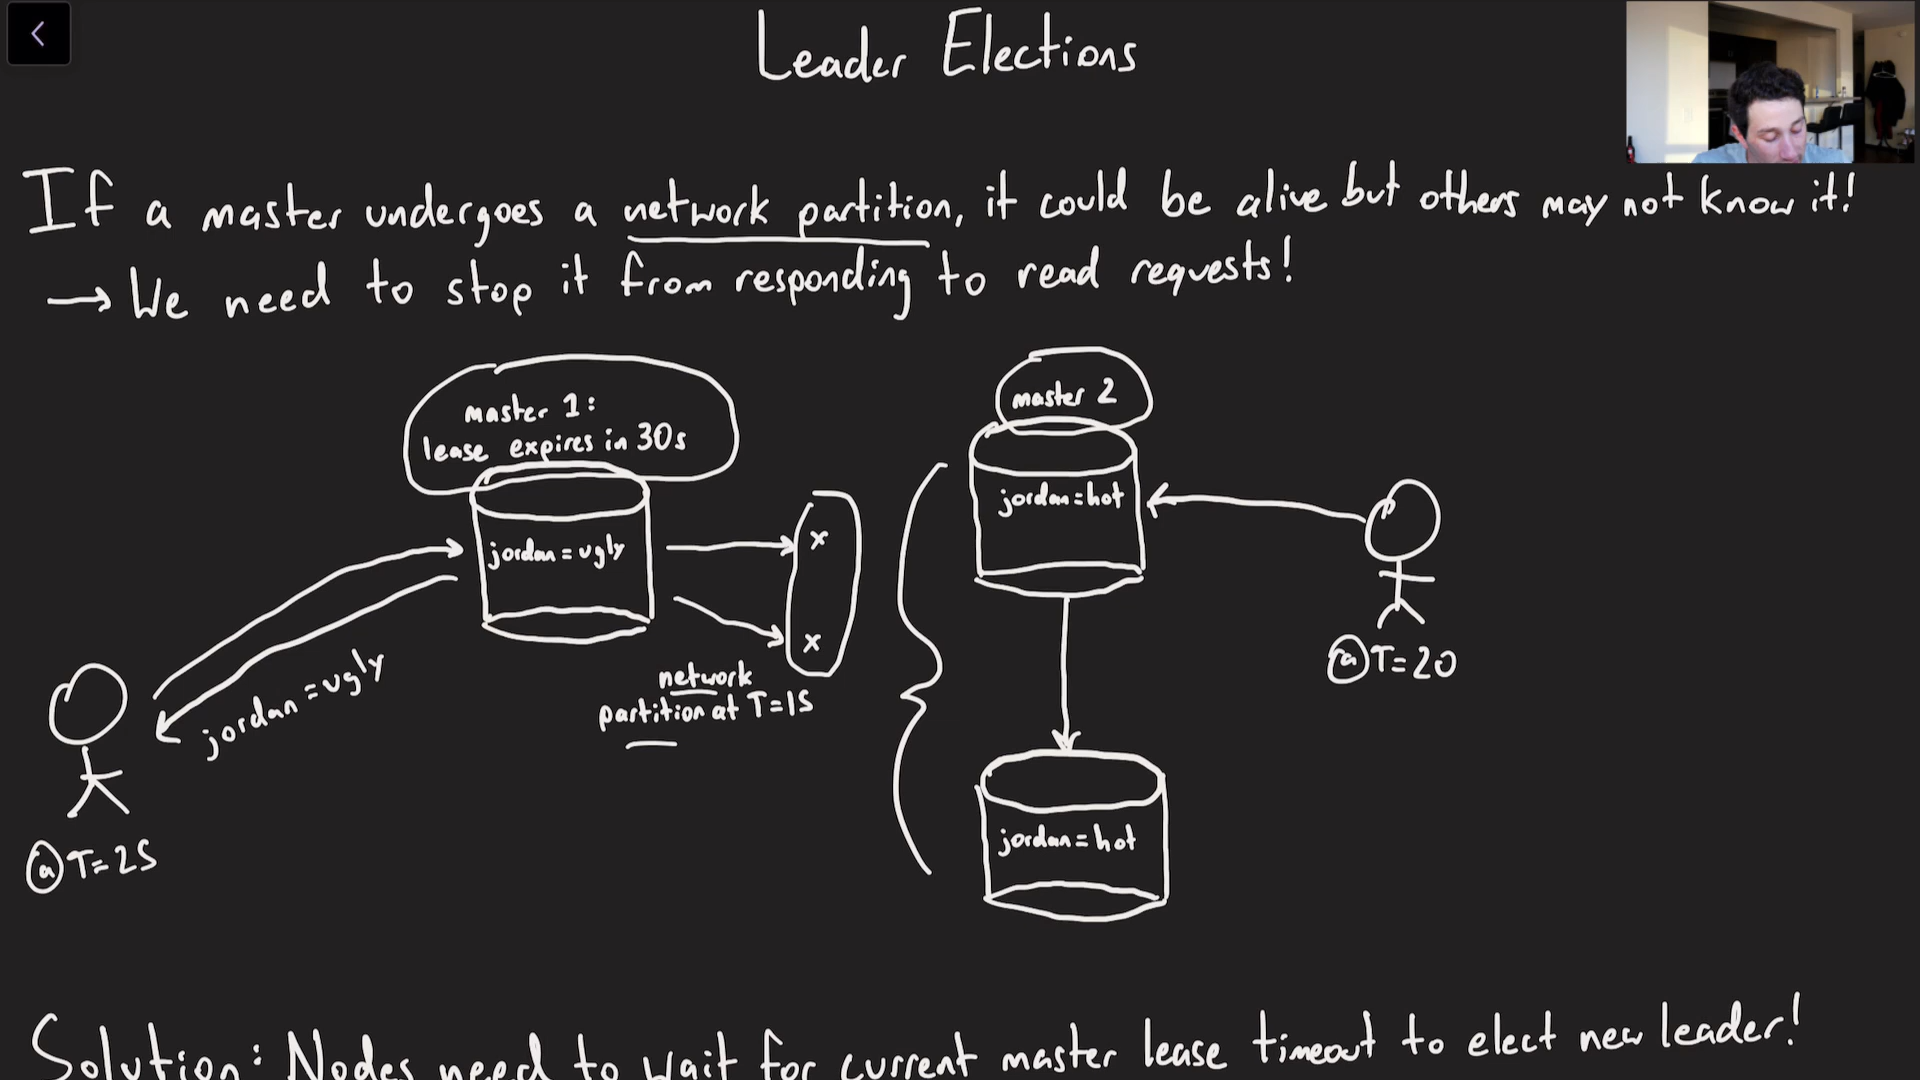 Leader Elections
If a master undergoes a network partition, it could be alive but others may not know it!
→ We need to stop it from responding to read requests!
master 1:
lease expires in 30s
jordan = ugly
x
x
network
partition at T=15
jordan = ugly
@T=25
master 2
jordan = hot
@T=20
jordan = hot
Solution: Nodes need to wait for current master lease timeout to elect new leader!